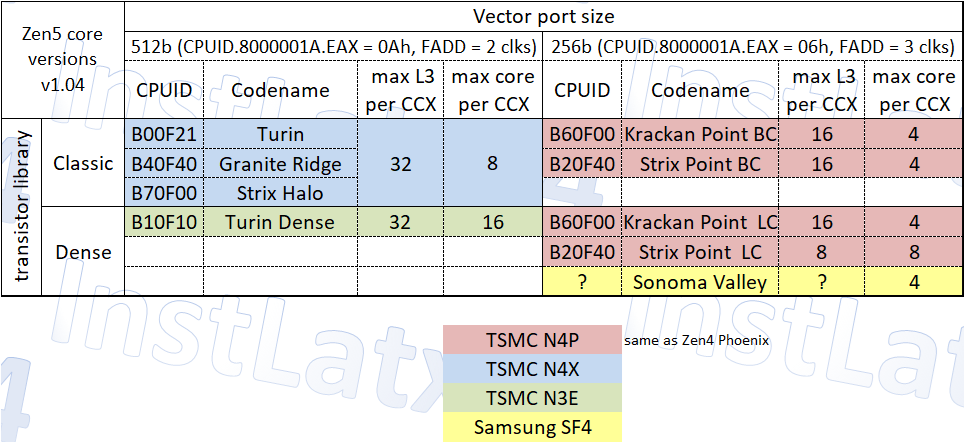 Zen5 core
versions
v1.04
Vector port size
512b (CPUID.8000001A.EAX = 0Ah, FADD = 2 clks)
256b (CPUID.8000001A.EAX = 06h, FADD = 3 clks)
CPUID
Codename
max L3
per CCX
max core
per CCX
CPUID
Codename
max L3
per CCX
max core
per CCX
transistor library
Classic
B00F21 Turin
B40F40 Granite Ridge
B70F00 Strix Halo
32 8
B60F00 Krackan Point BC 16 4
B20F40 Strix Point BC 16 4
Dense
B10F10 Turin Dense 32 16
B60F00 Krackan Point LC 16 4
B20F40 Strix Point LC 8 8
? Sonoma Valley ? 4
TSMC N4P same as Zen4 Phoenix
TSMC N4X
TSMC N3E
Samsung SF4
InstLatx
InstLatx
4
4